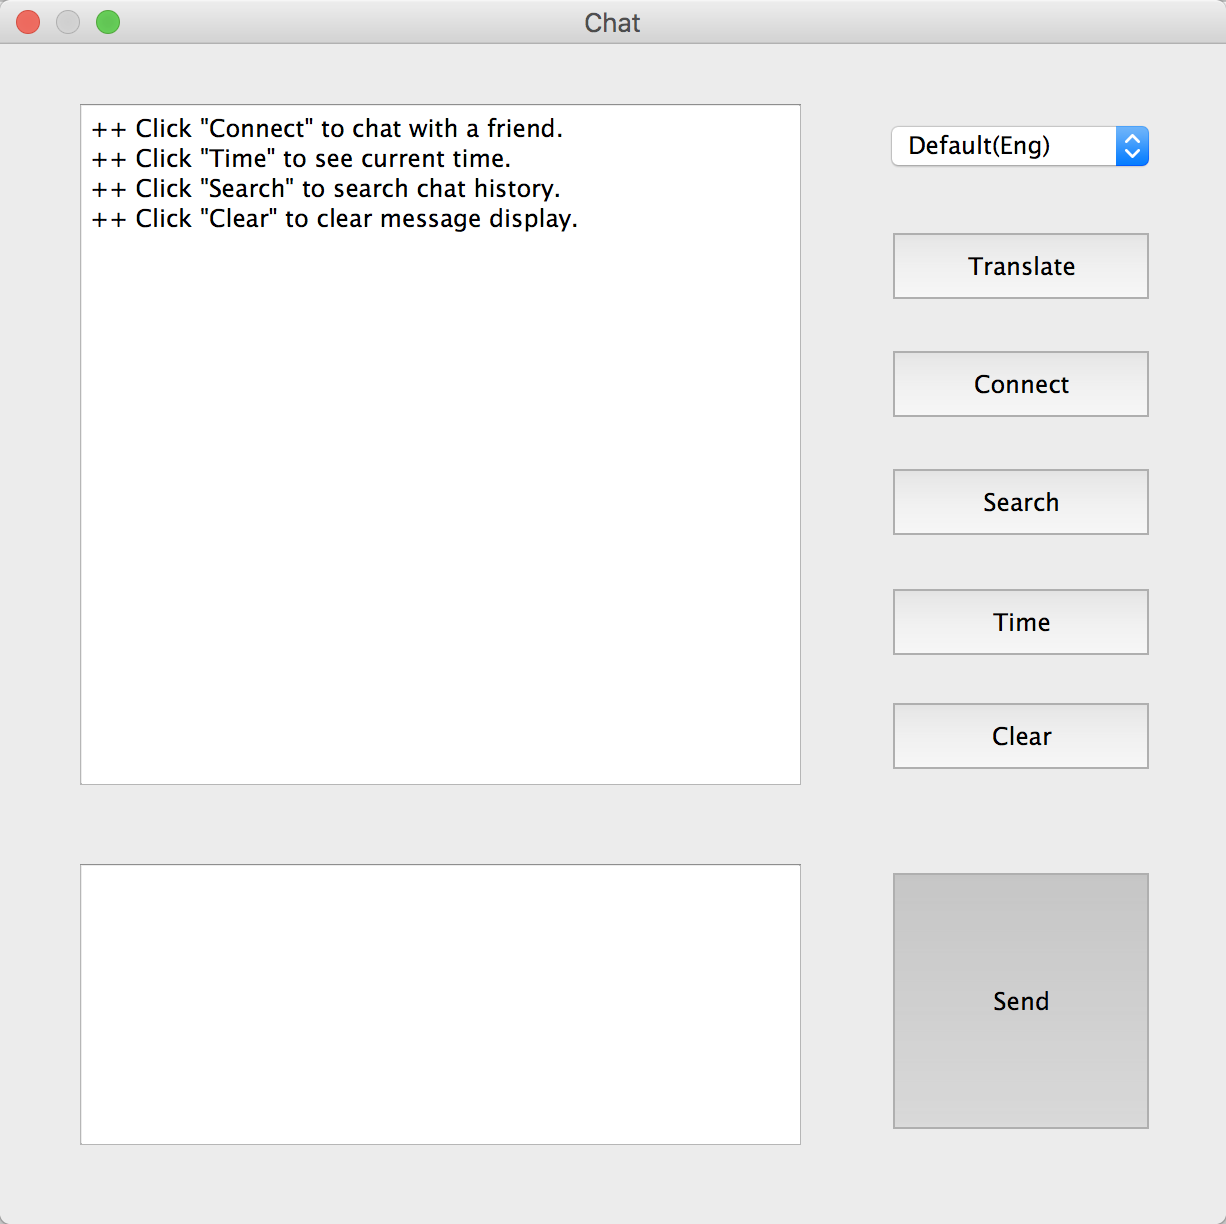 Chat
++ Click "Connect" to chat with a friend.
++ Click "Time" to see current time.
++ Click "Search" to search chat history.
++ Click "Clear" to clear message display.
Default(Eng)
Translate
Connect
Search
Time
Clear
Send